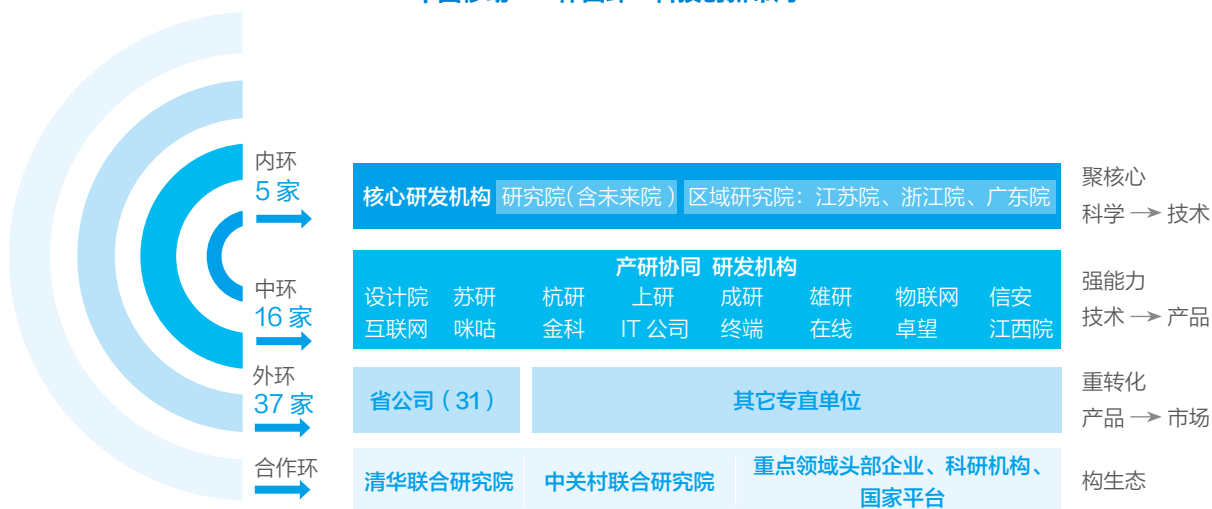 内环
5 家
核心研发机构 研究院(含未来院) 区域研究院：江苏院、浙江院、广东院
聚核心
科学 → 技术
中环
16 家
产研协同 研发机构
设计院 苏研 杭研 上研 成研 雄研 物联网 信安
互联网 咪咕 金科 IT 公司 终端 在线 卓望 江西院
强能力
技术 → 产品
外环
37 家
省公司（31）
其它专直单位
重转化
产品 → 市场
合作环
清华联合研究院
中关村联合研究院
重点领域头部企业、科研机构、
国家平台
构生态